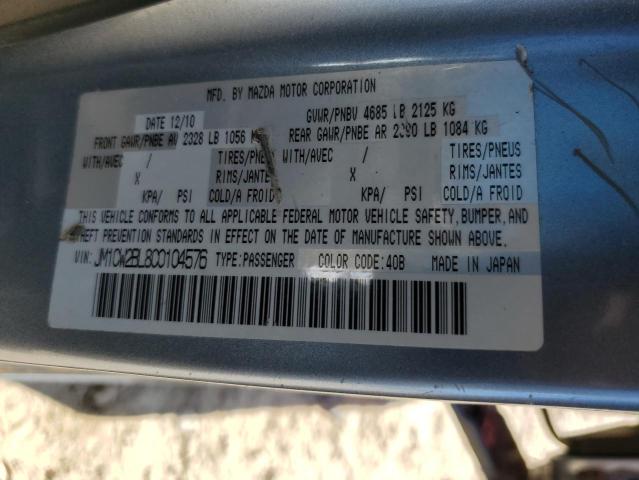 MFD. BY MAZDA MOTOR CORPORATION
DATE 12/10 GVWR/PNBV 4685 LB 2125 KG
FRONT GAWR/PNBE AV 2328 LB 1056 KG REAR GAWR/PNBE AR 2390 LB 1084 KG
WITH/AVEC / TIRES/PNEUS WITH/AVEC / TIRES/PNEUS
X RIMS/JANTES X RIMS/JANTES
KPA/ PSI COLD/A FROID KPA/ PSI COLD/A FROID
THIS VEHICLE CONFORMS TO ALL APPLICABLE FEDERAL MOTOR VEHICLE SAFETY, BUMPER, AND
THEFT PREVENTION STANDARDS IN EFFECT ON THE DATE OF MANUFACTURE SHOWN ABOVE.
VIN: JM1CW2BL8C0104576 TYPE:PASSENGER COLOR CODE:40B MADE IN JAPAN